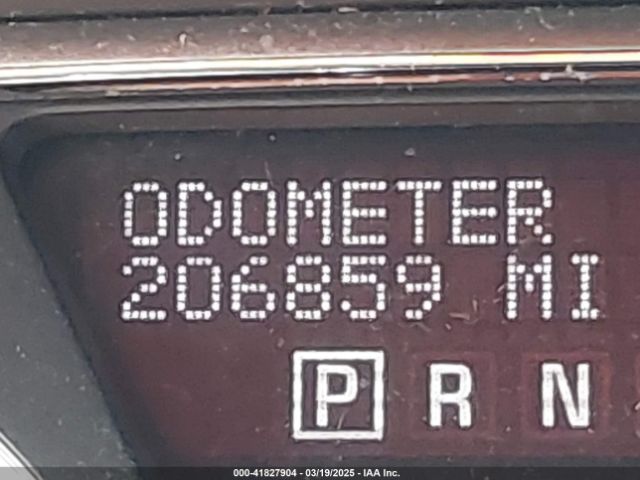 ODOMETER
206859 MI
P R N
000-41827904 - 03/19/2025 - IAA Inc.